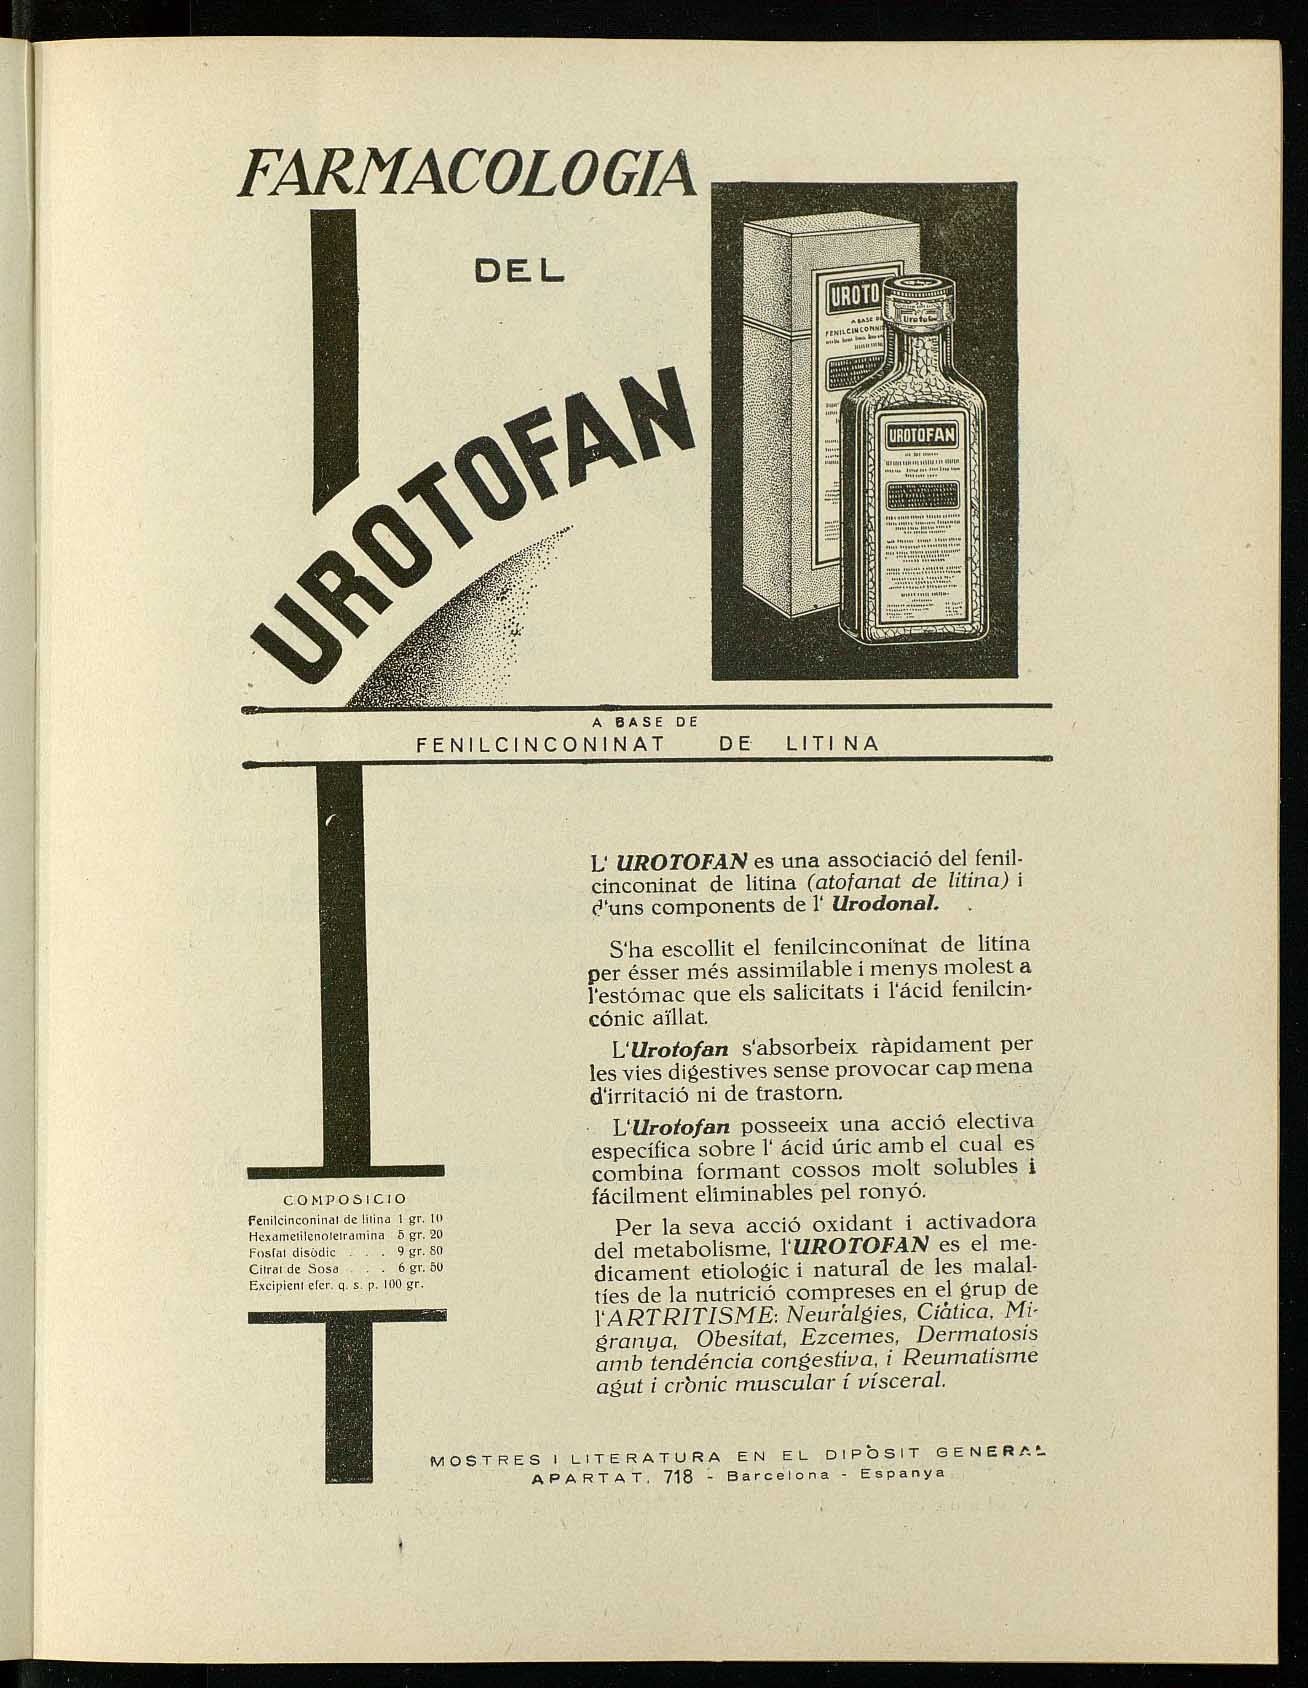 FARMACOLOGIA
DEL
UROTOFAN
UROTO
A BASE
FENILCINCONIN
Urotofan
UROTOFAN
A BASE DE
FENILCINCONINAT DE LITINA
L' UROTOFAN es una associació del fenil-
cinconinat de litina (atofanat de litina) i
d'uns components de l' Urodonal.
S'ha escollit el fenilcinconinat de litina
per ésser més assimilable i menys molest a
l'estómac que els salicitats i l'ácid fenilcin-
cónic aïllat.
L'Urotofan s'absorbeix ràpidament per
les vies digestives sense provocar cap mena
d'irritació ni de trastorn.
L'Urotofan posseeix una acció electiva
específica sobre l' ácid úric amb el cual es
combina formant cossos molt solubles i
fácilment eliminables pel ronyó.
Per la seva acció oxidant i activadora
del metabolisme, l'UROTOFAN es el me-
dicament etiologic i natural de les malal-
tíes de la nutrició compreses en el grup de
l'ARTRITISME: Neuràlgies, Ciàtica, Mi-
granya, Obesitat, Ezcemes, Dermatosis
amb tendéncia congestiva, i Reumatisme
agut i crònic muscular í vísceral.
COMPOSICIO
Fenilcinconinat de litina 1 gr. 10
Hexametilenotetramina 5 gr. 20
Fosfat disòdic . . . 9 gr. 80
Citrat de Sosa . . . 6 gr. 50
Excipient efer. q. s. p. 100 gr.
MOSTRES I LITERATURA EN EL DIPÒSIT GENERAL
APARTAT, 718 - Barcelona - Espanya